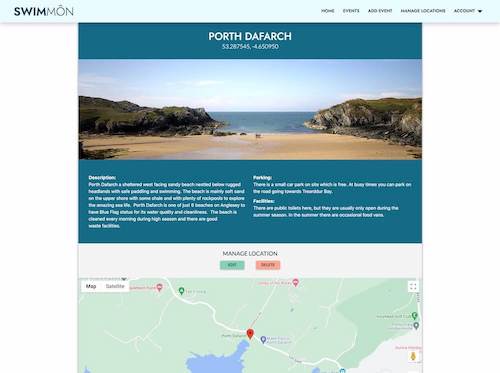 SWIMMÔN
HOME EVENTS ADD EVENT MANAGE LOCATIONS ACCOUNT
PORTH DAFARCH
53.287545, -4.650950
Description:
Porth Dafarch a sheltered west facing sandy beach nestled below rugged
headlands with safe paddling and swimming. The beach is mainly soft sand
on the upper shore with some shale and with plenty of rockpools to explore
the amazing sea life. Porth Dafarch is one of just 6 beaches on Anglesey to
have Blue Flag status for its water quality and cleanliness. The beach is
cleaned every morning during high season and there are good
waste facilities.
Parking:
There is a small car park on site which is free. At busy times you can park on
the road going towards Trearddur Bay.
Facilities:
There are public toilets here, but they are usually only open during the
summer season. In the summer there are occasional food vans.
MANAGE LOCATION
EDIT DELETE
Map Satellite
Porth Dafarch